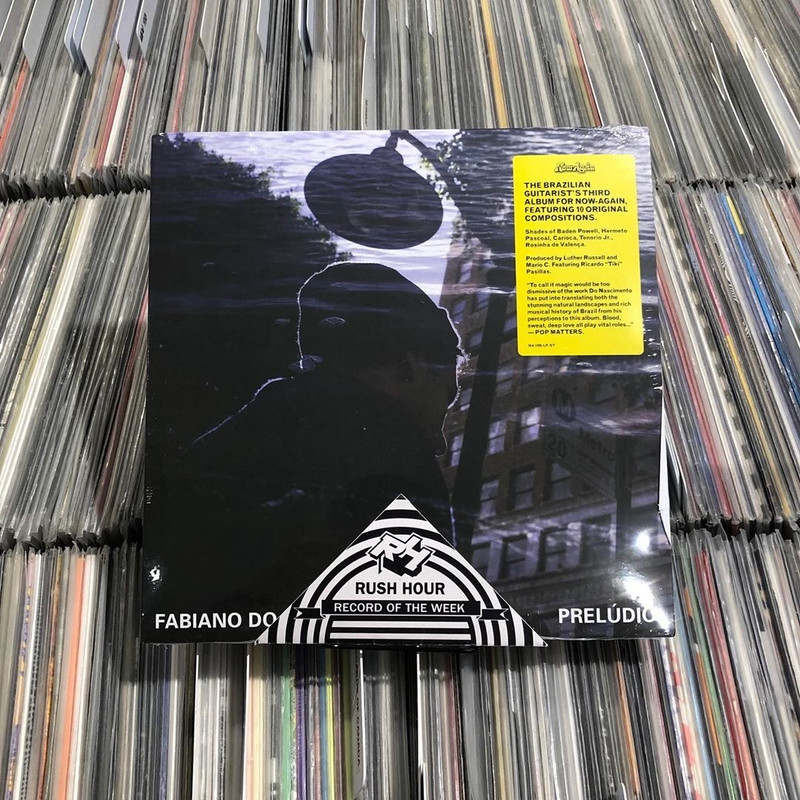 Now-Again
THE BRAZILIAN
GUITARIST'S THIRD
ALBUM FOR NOW-AGAIN,
FEATURING 10 ORIGINAL
COMPOSITIONS.
Shades of Baden Powell, Hermeto
Pascoal, Carioca, Tenorio Jr.,
Rosinha de Valença.
Produced by Luther Russell and
Mario C. Featuring Ricardo "Tiki"
Pasillas.
"To call it magic would be too
dismissive of the work Do Nascimento
has put into translating both the
stunning natural landscapes and rich
musical history of Brazil from his
perceptions to this album. Blood,
sweat, deep love all play vital roles..."
— POP MATTERS.
M
Metro
20
RH
RUSH HOUR
RECORD OF THE WEEK
FABIANO DO
PRELÚDIO